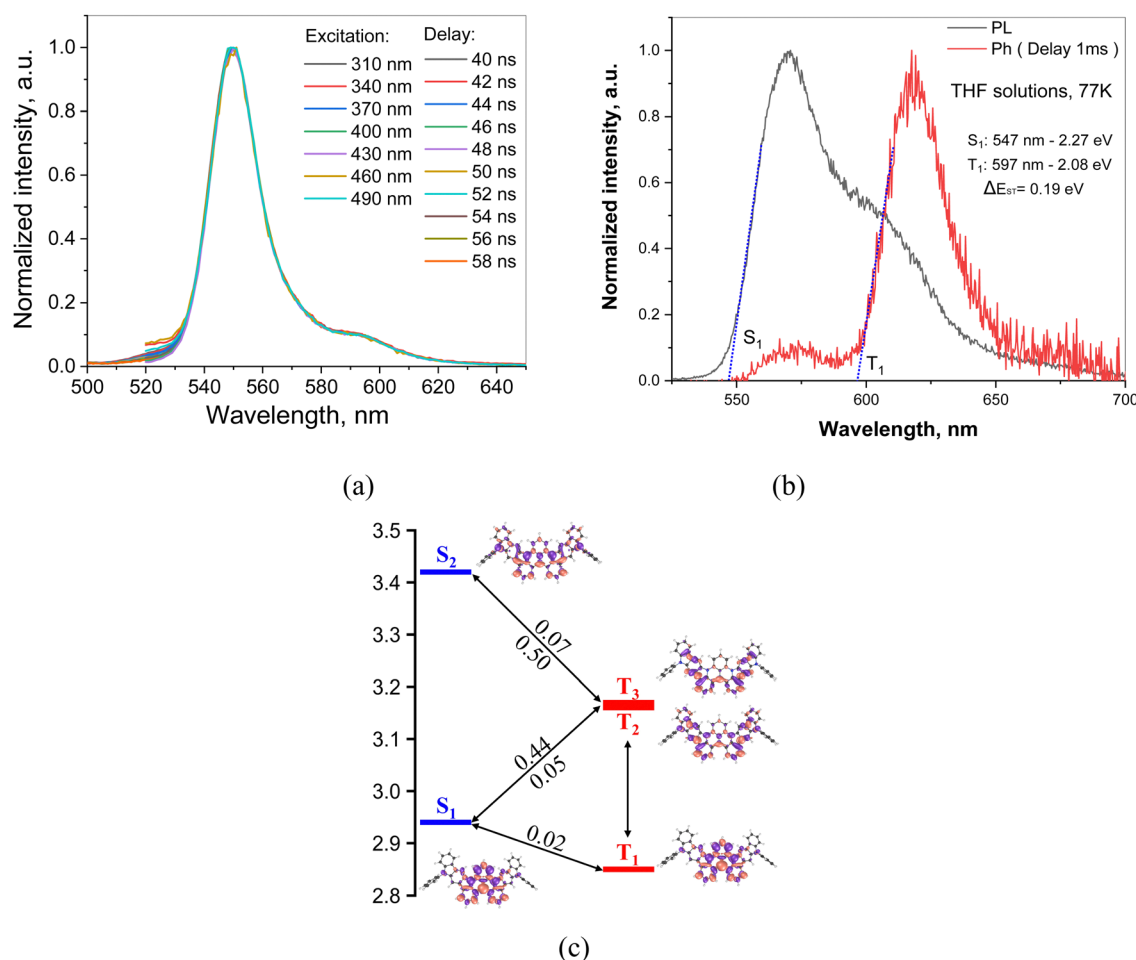 Normalized intensity, a.u.
1.0
0.8
0.6
0.4
0.2
0.0
500
520
540
560
580
600
620
640
Wavelength, nm
Excitation:
310 nm
340 nm
370 nm
400 nm
430 nm
460 nm
490 nm
Delay:
40 ns
42 ns
44 ns
46 ns
48 ns
50 ns
52 ns
54 ns
56 ns
58 ns
(a)
Normalized intensity, a.u.
1.0
0.8
0.6
0.4
0.2
0.0
550
600
650
700
Wavelength, nm
PL
Ph ( Delay 1ms )
THF solutions, 77K
S₁: 547 nm - 2.27 eV
T₁: 597 nm - 2.08 eV
ΔE_ST= 0.19 eV
S₁
T₁
(b)
3.5
3.4
3.3
3.2
3.1
3.0
2.9
2.8
S₂
0.07
0.50
T₃
T₂
0.44
0.05
S₁
0.02
T₁
(c)